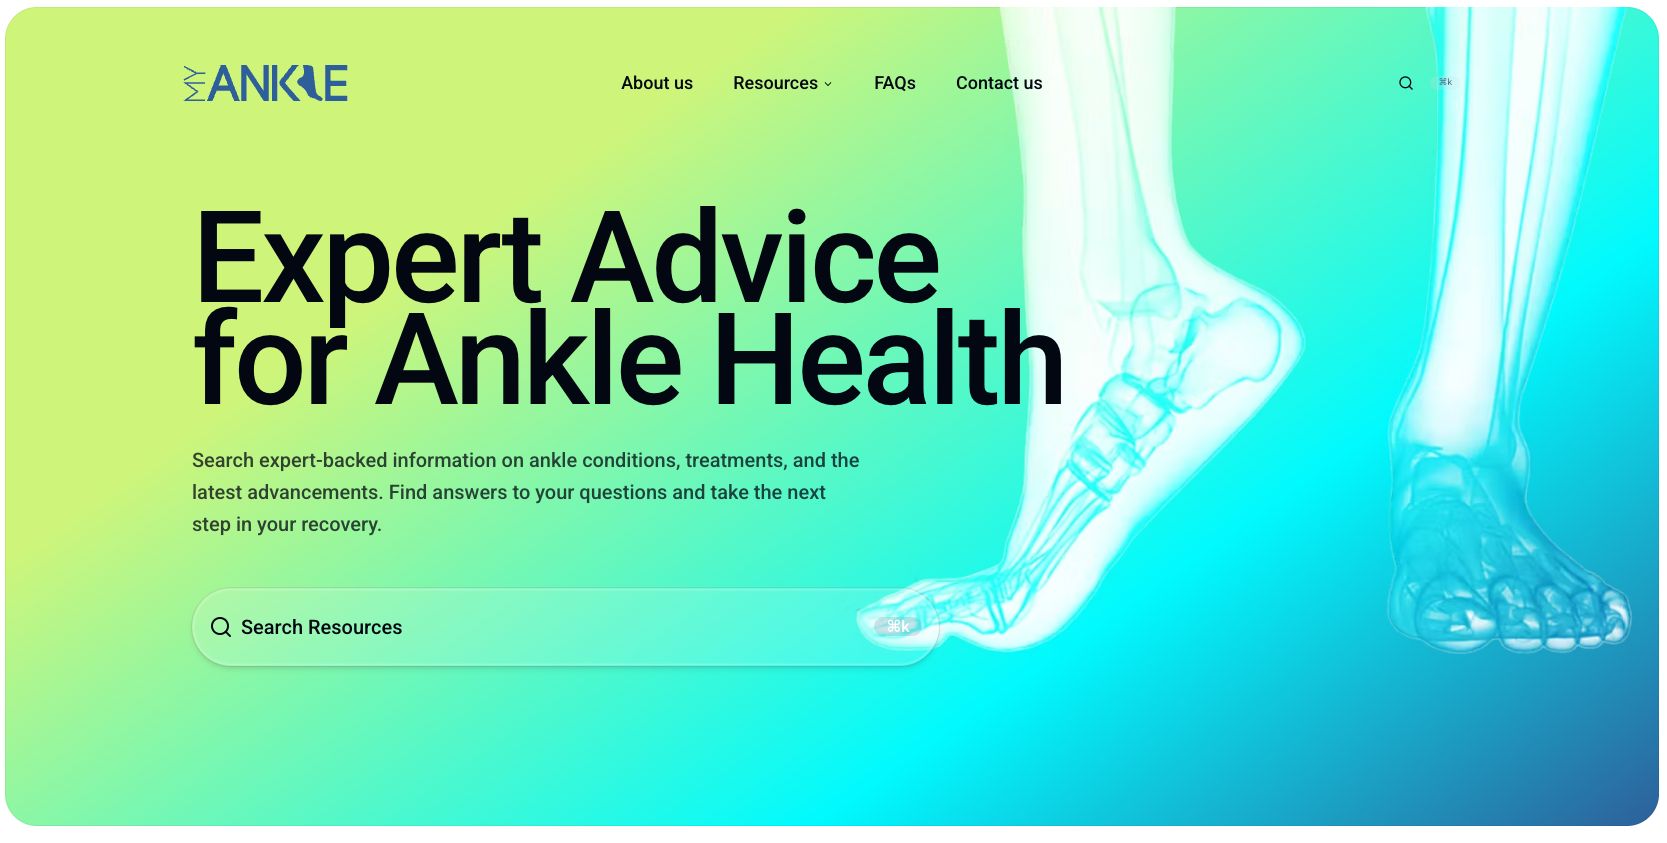 MY ANKLE
About us
Resources
FAQs
Contact us
⌘k
Expert Advice
for Ankle Health
Search expert-backed information on ankle conditions, treatments, and the
latest advancements. Find answers to your questions and take the next
step in your recovery.
Search Resources
⌘k